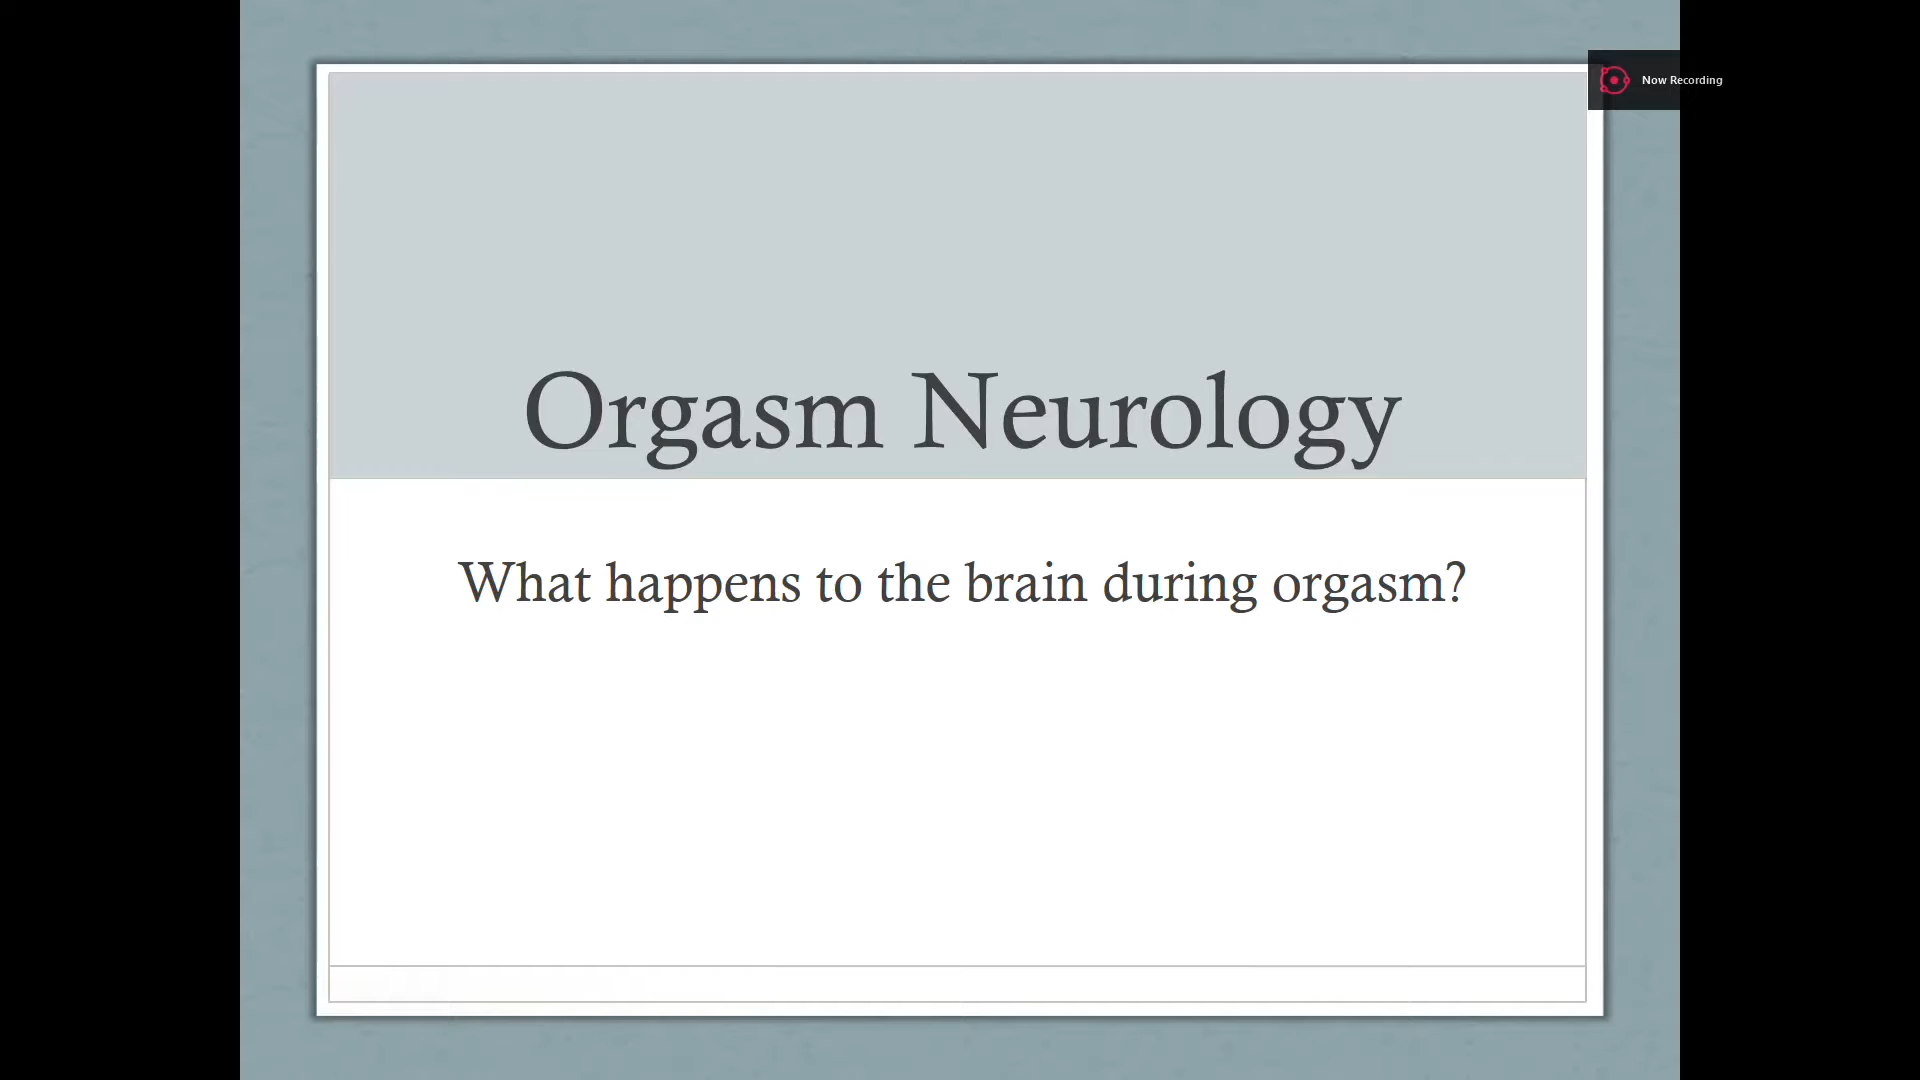 Now Recording
Orgasm Neurology
What happens to the brain during orgasm?